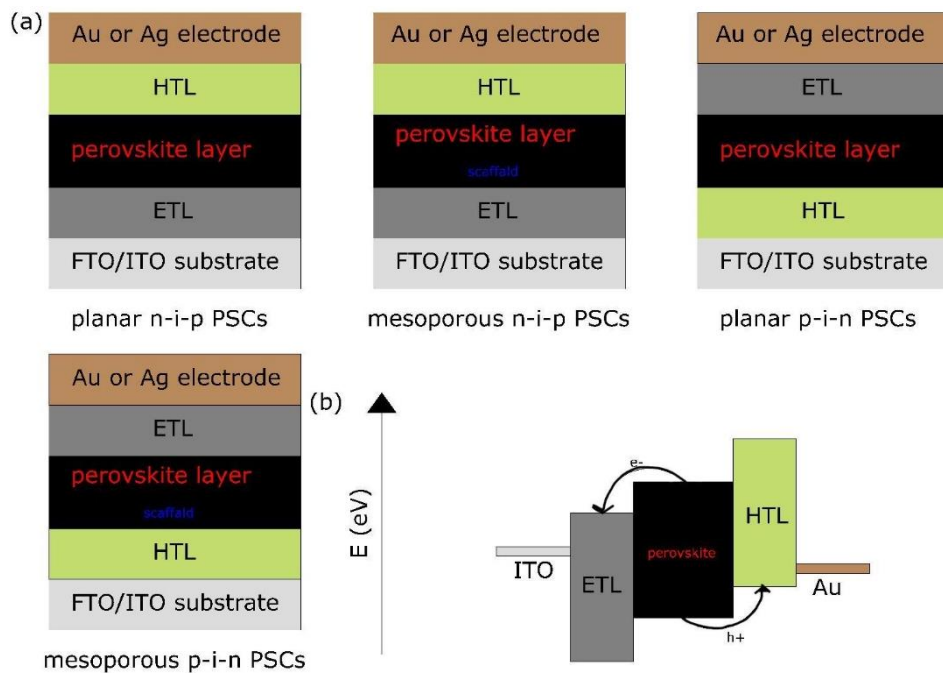 (a)
Au or Ag electrode
HTL
perovskite layer
ETL
FTO/ITO substrate
planar n-i-p PSCs
Au or Ag electrode
HTL
perovskite layer
scaffald
ETL
FTO/ITO substrate
mesoporous n-i-p PSCs
Au or Ag electrode
ETL
perovskite layer
HTL
FTO/ITO substrate
planar p-i-n PSCs
Au or Ag electrode
ETL
perovskite layer
scaffald
HTL
FTO/ITO substrate
mesoporous p-i-n PSCs
(b)
E (eV)
ITO
ETL
e-
perovskite
HTL
h+
Au